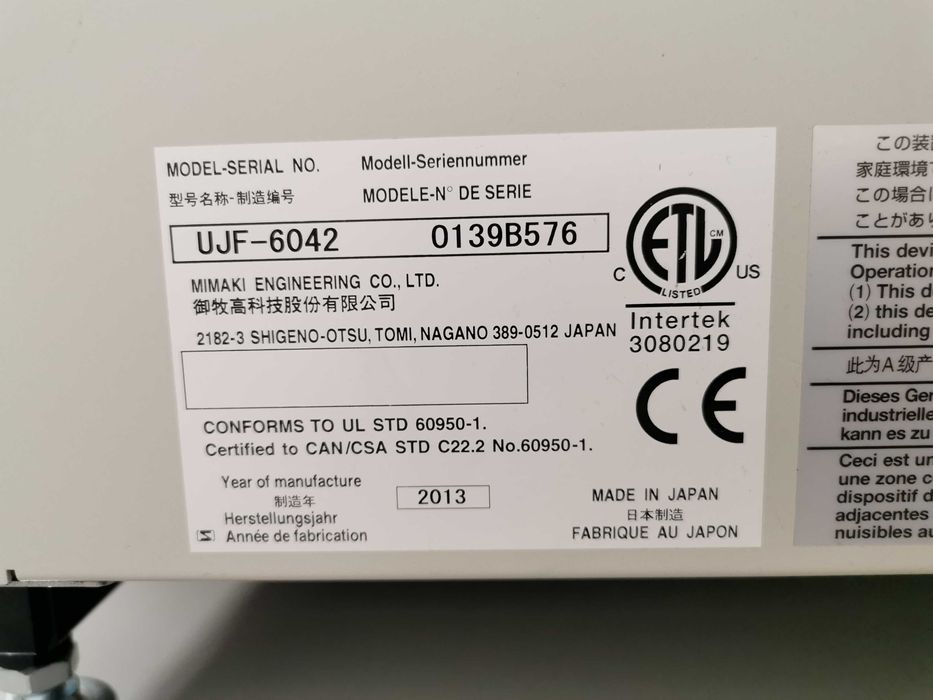 MODEL-SERIAL NO. Modell-Seriennummer
型号名称-制造编号 MODELE-N° DE SERIE
UJF-6042 0139B576
MIMAKI ENGINEERING CO., LTD.
御牧高科技股份有限公司
2182-3 SHIGENO-OTSU, TOMI, NAGANO 389-0512 JAPAN
CONFORMS TO UL STD 60950-1.
Certified to CAN/CSA STD C22.2 No.60950-1.
Year of manufacture
制造年
Herstellungsjahr
Année de fabrication
2013
ETL CM
C US
LISTED
Intertek
3080219
CE
MADE IN JAPAN
日本制造
FABRIQUE AU JAPON
この装
家庭環境
この場合
ことがあり
This devi
Operation
(1) This d
(2) this de
including
此为A级产
Dieses Ger
industrielle
kann es zu
Ceci est un
une zone c
dispositif d
adjacentes
nuisibles au